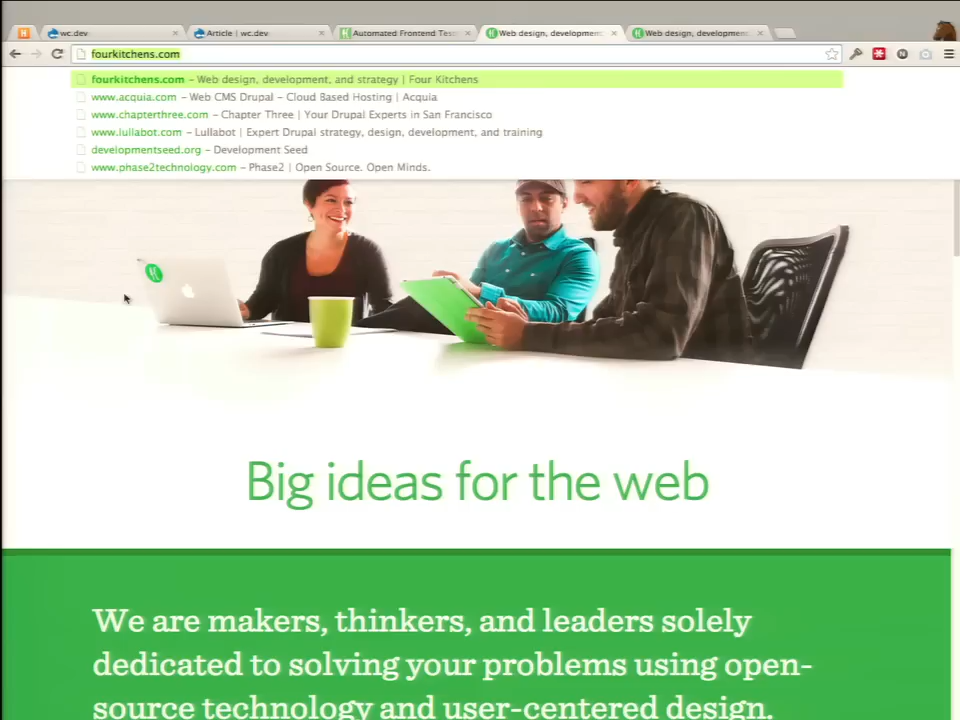 wc.dev
Article | wc.dev
Automated Frontend Test
Web design, development
Web design, development
fourkitchens.com
fourkitchens.com – Web design, development, and strategy | Four Kitchens
www.acquia.com – Web CMS Drupal – Cloud Based Hosting | Acquia
www.chapterthree.com – Chapter Three | Your Drupal Experts in San Francisco
www.lullabot.com – Lullabot | Expert Drupal strategy, design, development, and training
developmentseed.org – Development Seed
www.phase2technology.com – Phase2 | Open Source. Open Minds.
Big ideas for the web
We are makers, thinkers, and leaders solely
dedicated to solving your problems using open-
source technology and user-centered design.